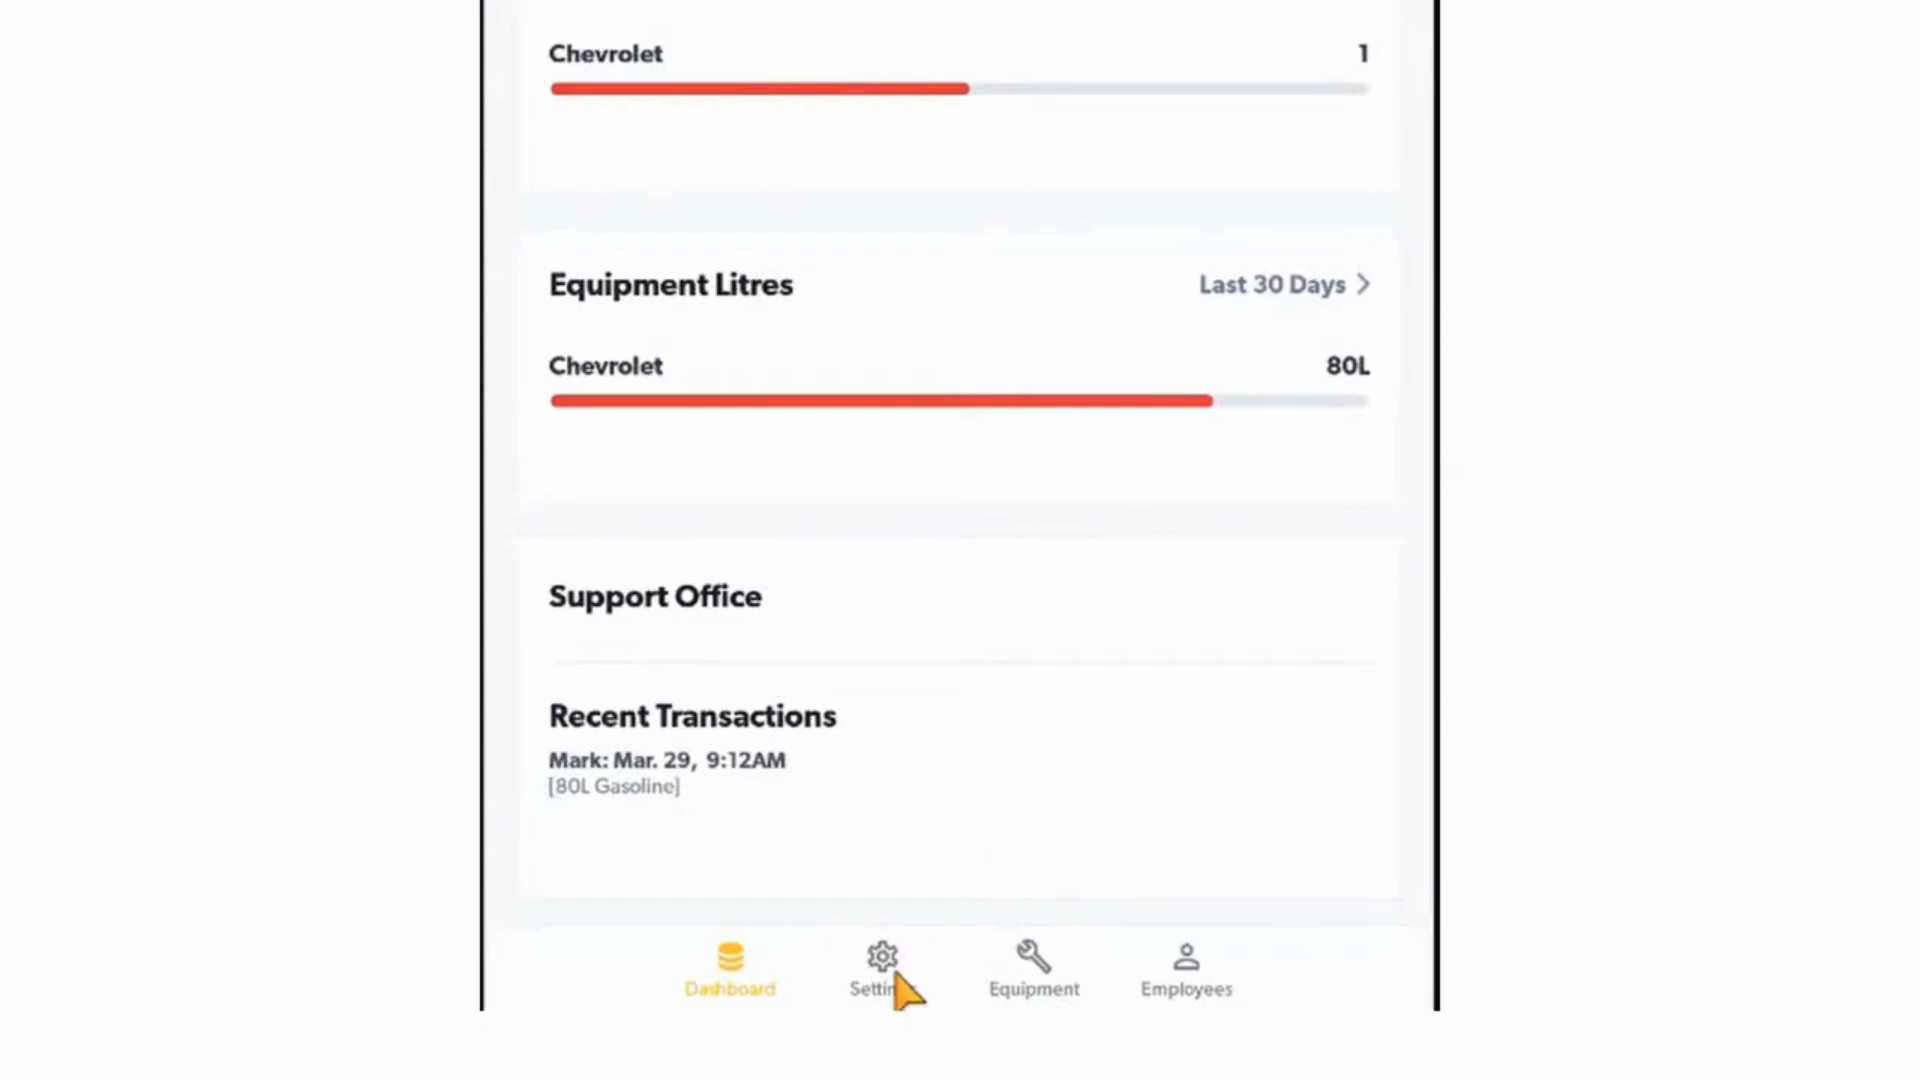 Chevrolet 1
Equipment Litres Last 30 Days
Chevrolet 80L
Support Office
Recent Transactions
Mark: Mar. 29, 9:12AM
[80L Gasoline]
Dashboard Equipment Employees